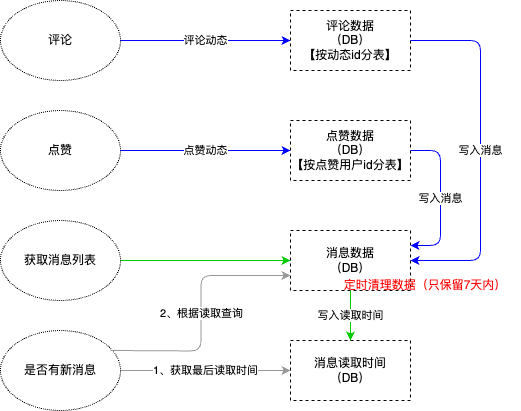 评论
评论动态
评论数据
（DB）
【按动态id分表】
点赞
点赞动态
点赞数据
（DB）
【按点赞用户id分表】
写入消息
写入消息
获取消息列表
消息数据
（DB）
定时清理数据（只保留7天内）
2、根据读取查询
写入读取时间
是否有新消息
1、获取最后读取时间
消息读取时间
（DB）